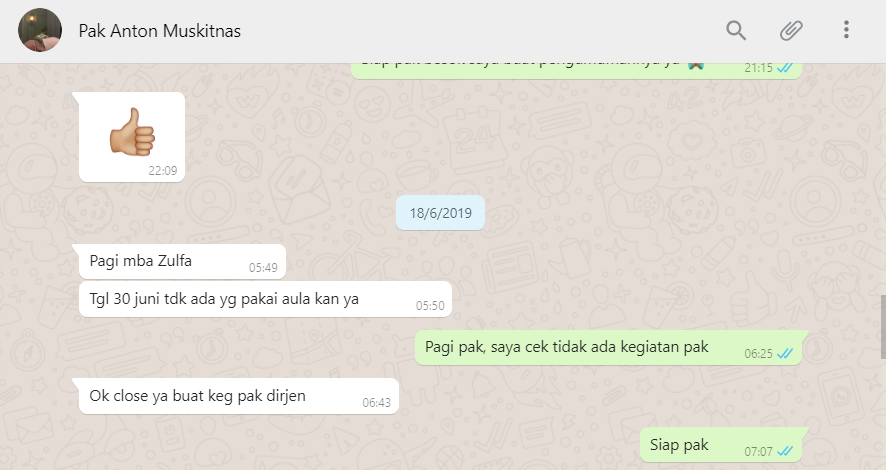 Pak Anton Muskitnas
21:15
22:09
18/6/2019
Pagi mba Zulfa
05:49
Tgl 30 juni tdk ada yg pakai aula kan ya
05:50
Pagi pak, saya cek tidak ada kegiatan pak
06:25
Ok close ya buat keg pak dirjen
06:43
Siap pak
07:07